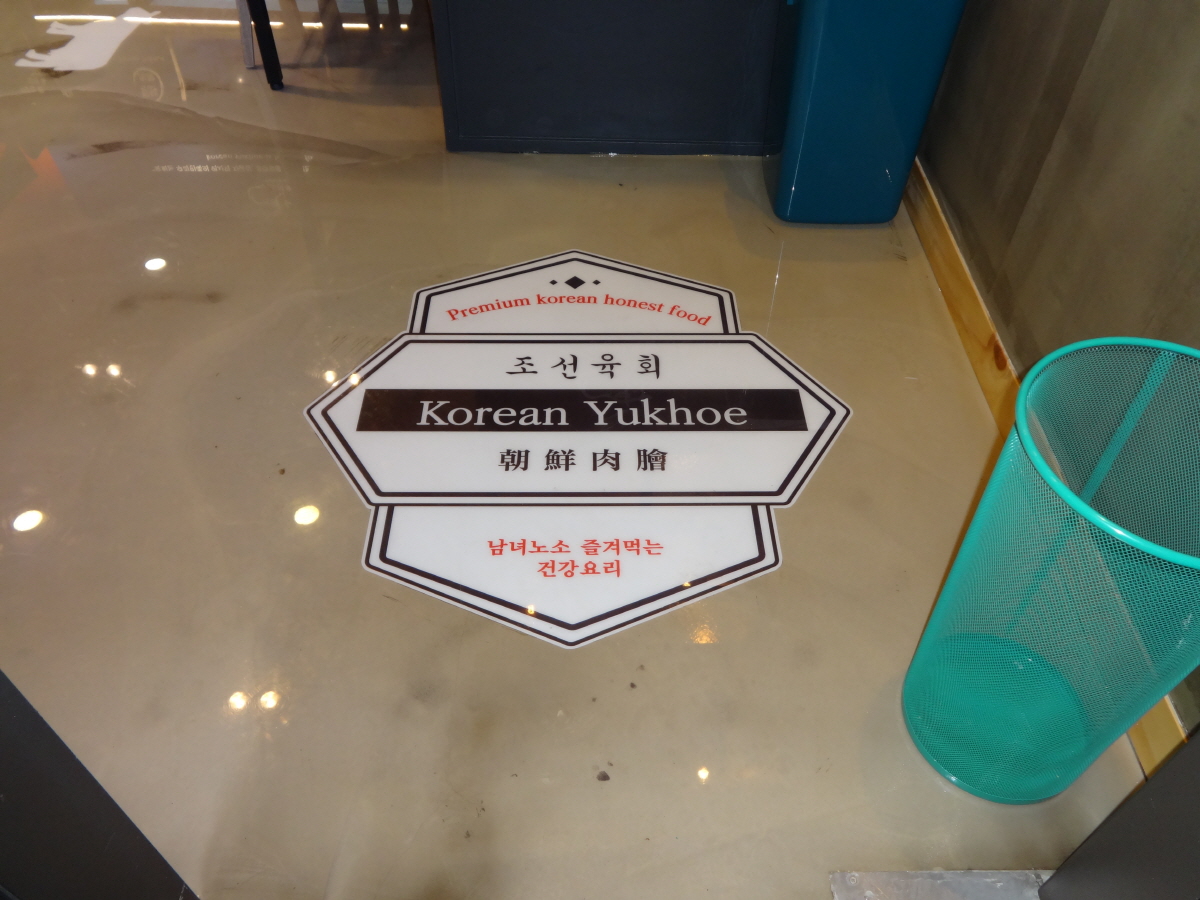 Premium korean honest food
조선육회
Korean Yukhoe
朝鮮肉膾
남녀노소 즐겨먹는
건강요리